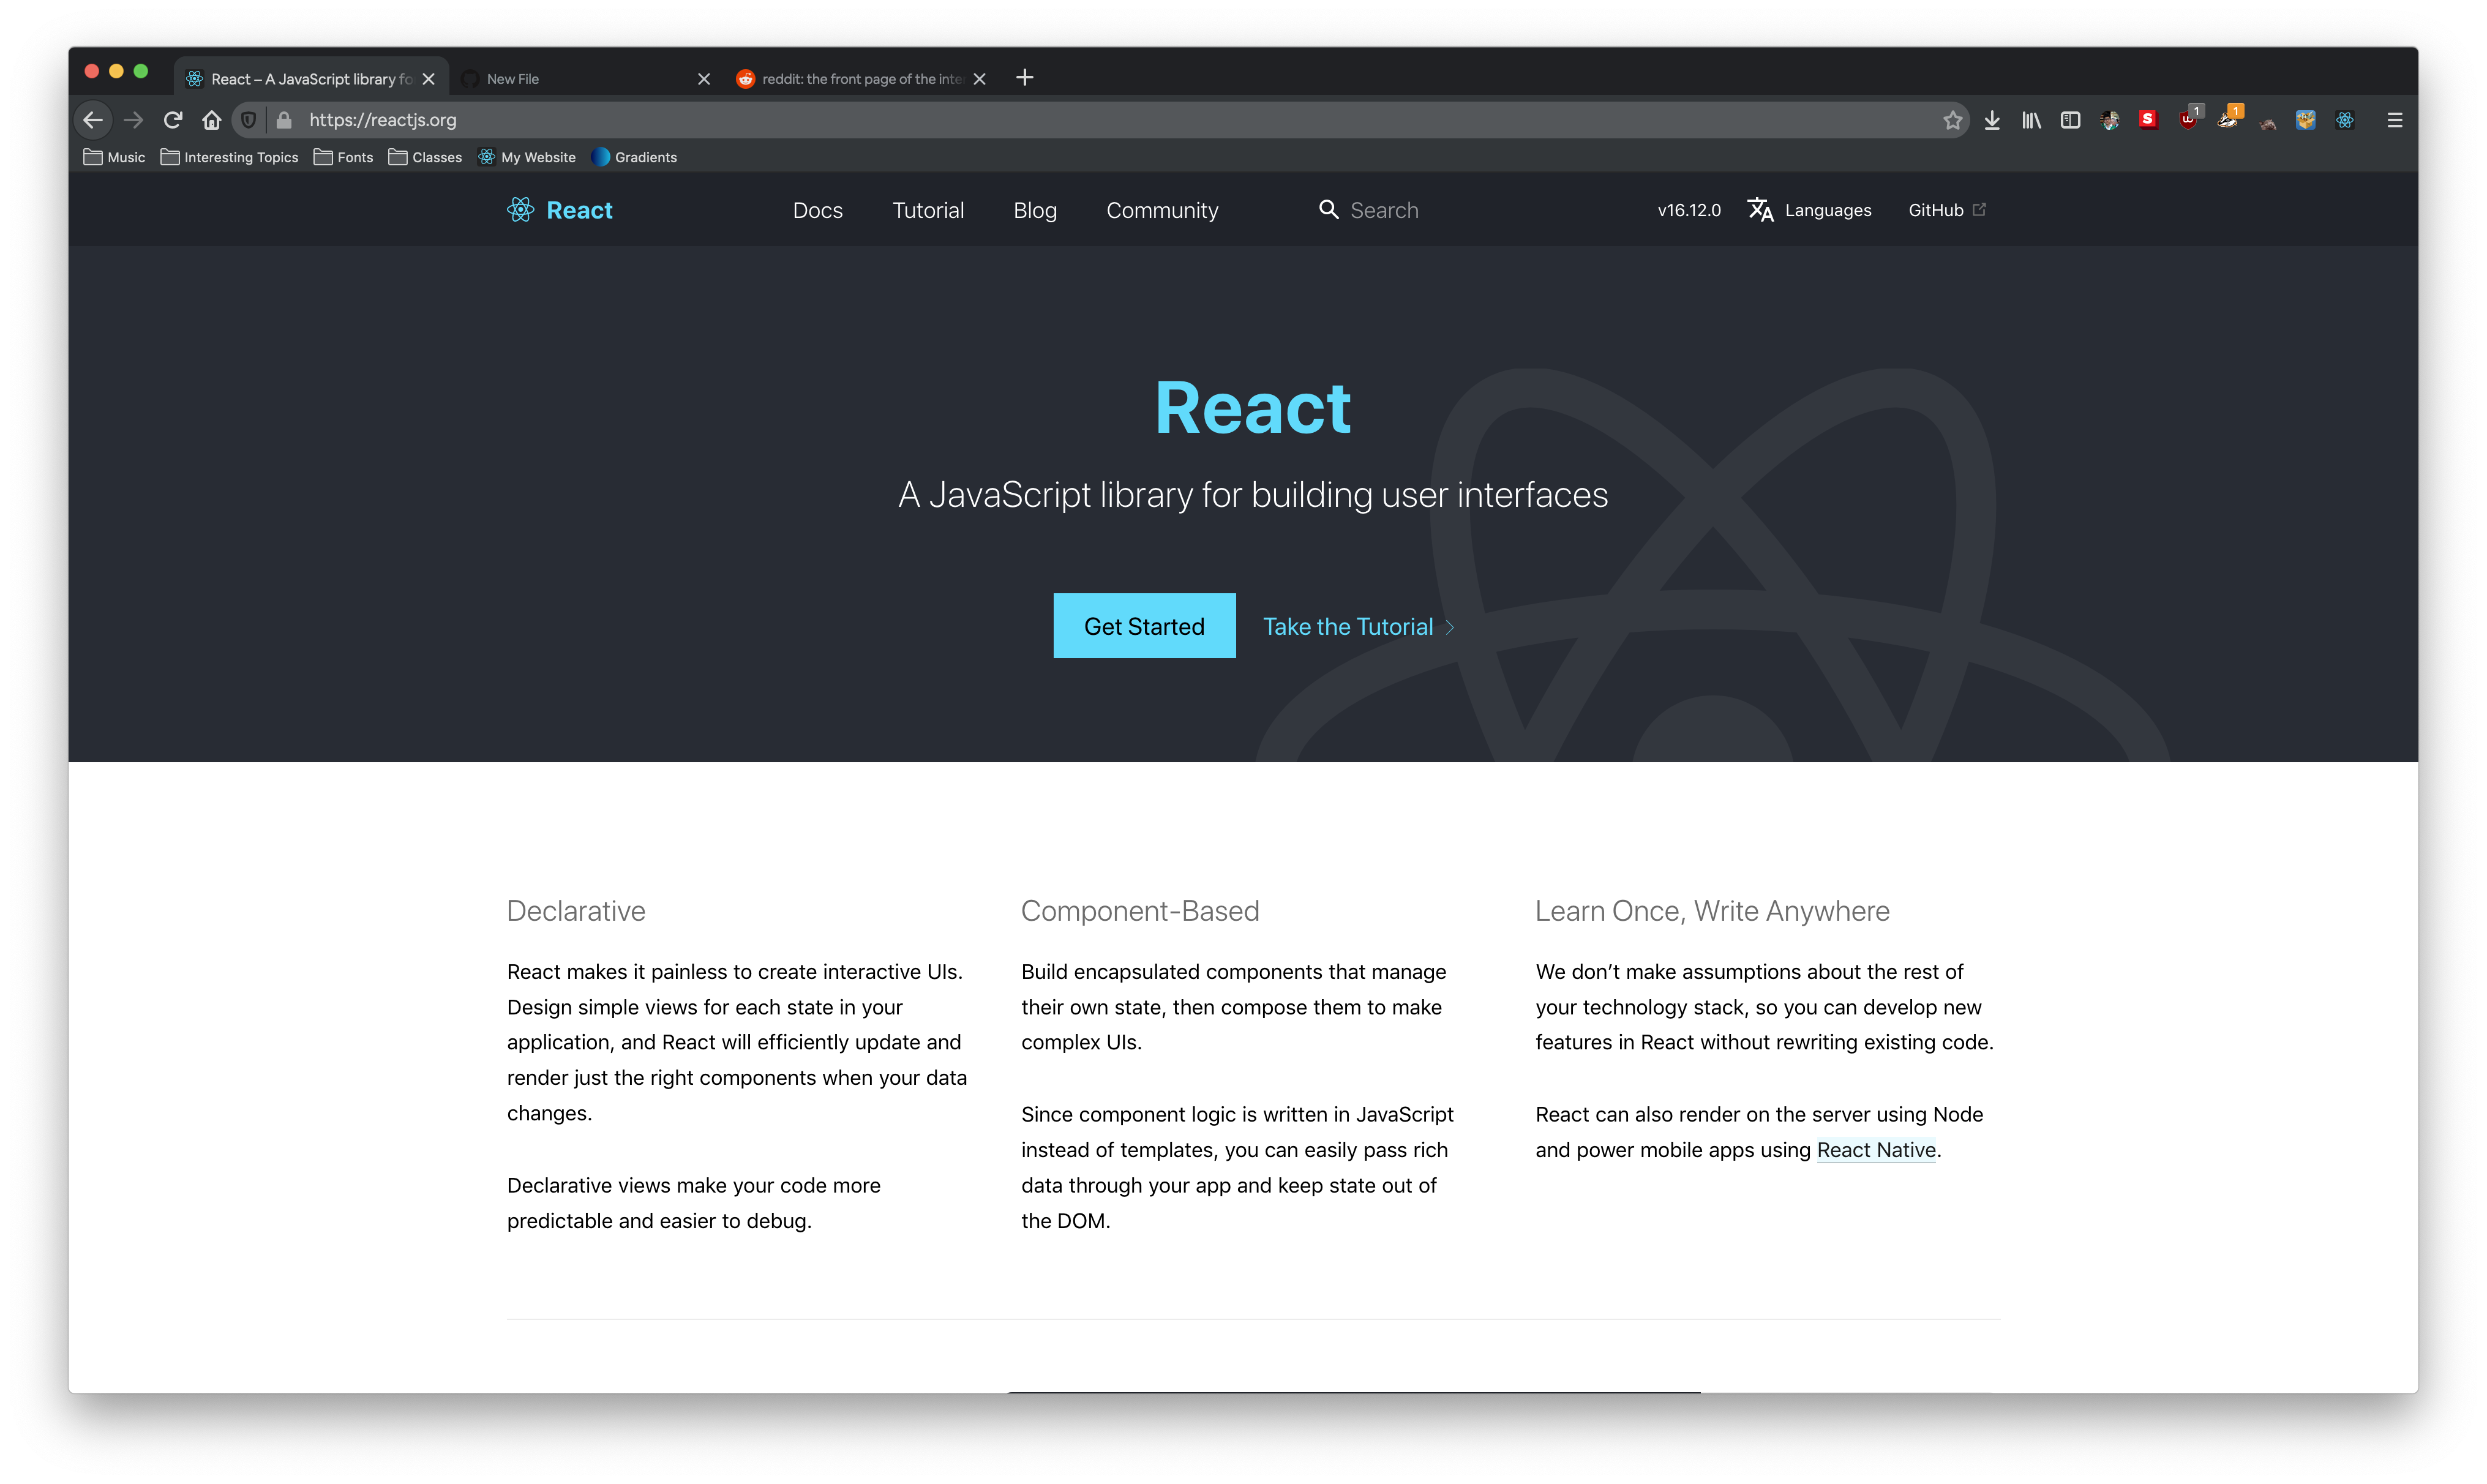 React – A JavaScript library fo
New File
reddit: the front page of the inte
https://reactjs.org
S
1
1
Music
Interesting Topics
Fonts
Classes
My Website
Gradients
React
Docs
Tutorial
Blog
Community
Search
v16.12.0
Languages
GitHub
React
A JavaScript library for building user interfaces
Get Started
Take the Tutorial
Declarative
React makes it painless to create interactive UIs.
Design simple views for each state in your
application, and React will efficiently update and
render just the right components when your data
changes.
Declarative views make your code more
predictable and easier to debug.
Component-Based
Build encapsulated components that manage
their own state, then compose them to make
complex UIs.
Since component logic is written in JavaScript
instead of templates, you can easily pass rich
data through your app and keep state out of
the DOM.
Learn Once, Write Anywhere
We don’t make assumptions about the rest of
your technology stack, so you can develop new
features in React without rewriting existing code.
React can also render on the server using Node
and power mobile apps using React Native.